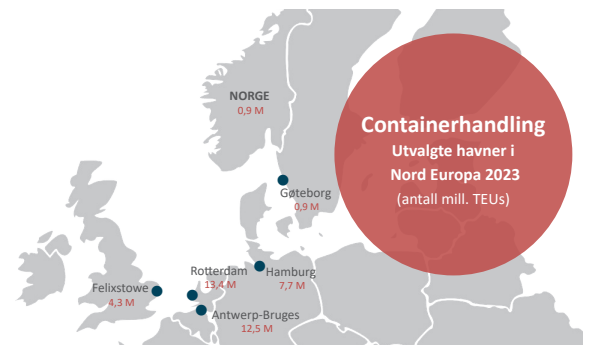 NORGE
0,9 M
Containerhandling
Utvalgte havner i
Nord Europa 2023
(antall mill. TEUs)
Gøteborg
0,9 M
Rotterdam
13,4 M
Hamburg
7,7 M
Felixstowe
4,3 M
Antwerp-Bruges
12,5 M